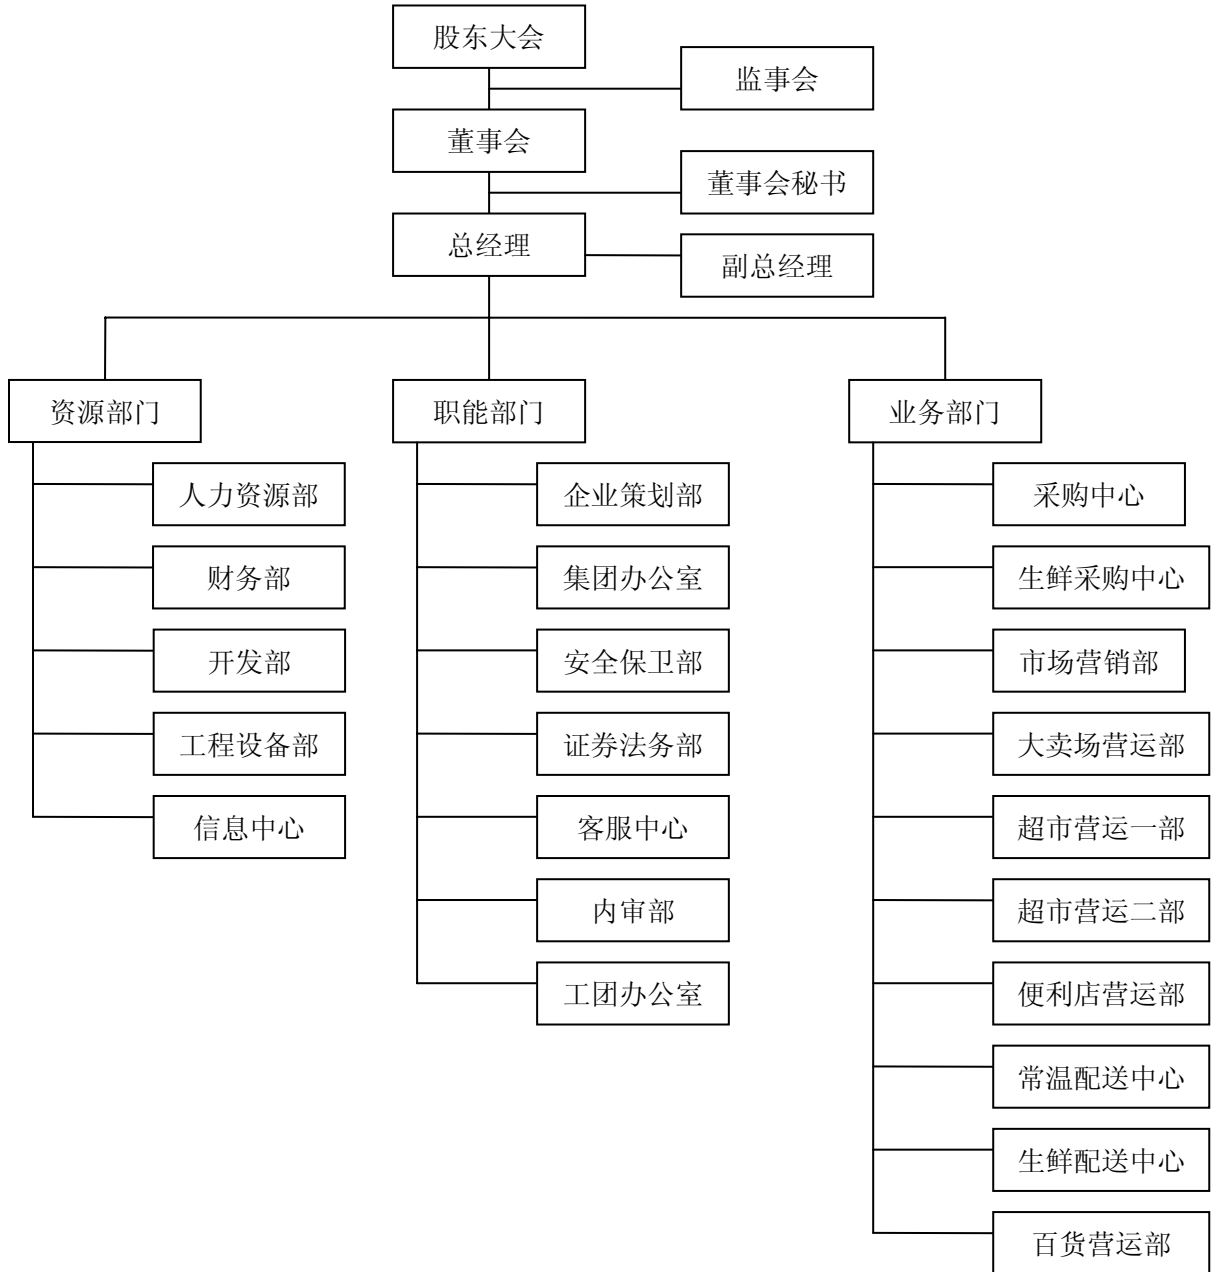 股东大会
监事会
董事会
董事会秘书
总经理
副总经理
资源部门
职能部门
业务部门
人力资源部
企业策划部
采购中心
财务部
集团办公室
生鲜采购中心
开发部
安全保卫部
市场营销部
工程设备部
证券法务部
大卖场营运部
信息中心
客服中心
超市营运一部
内审部
超市营运二部
工团办公室
便利店营运部
常温配送中心
生鲜配送中心
百货营运部